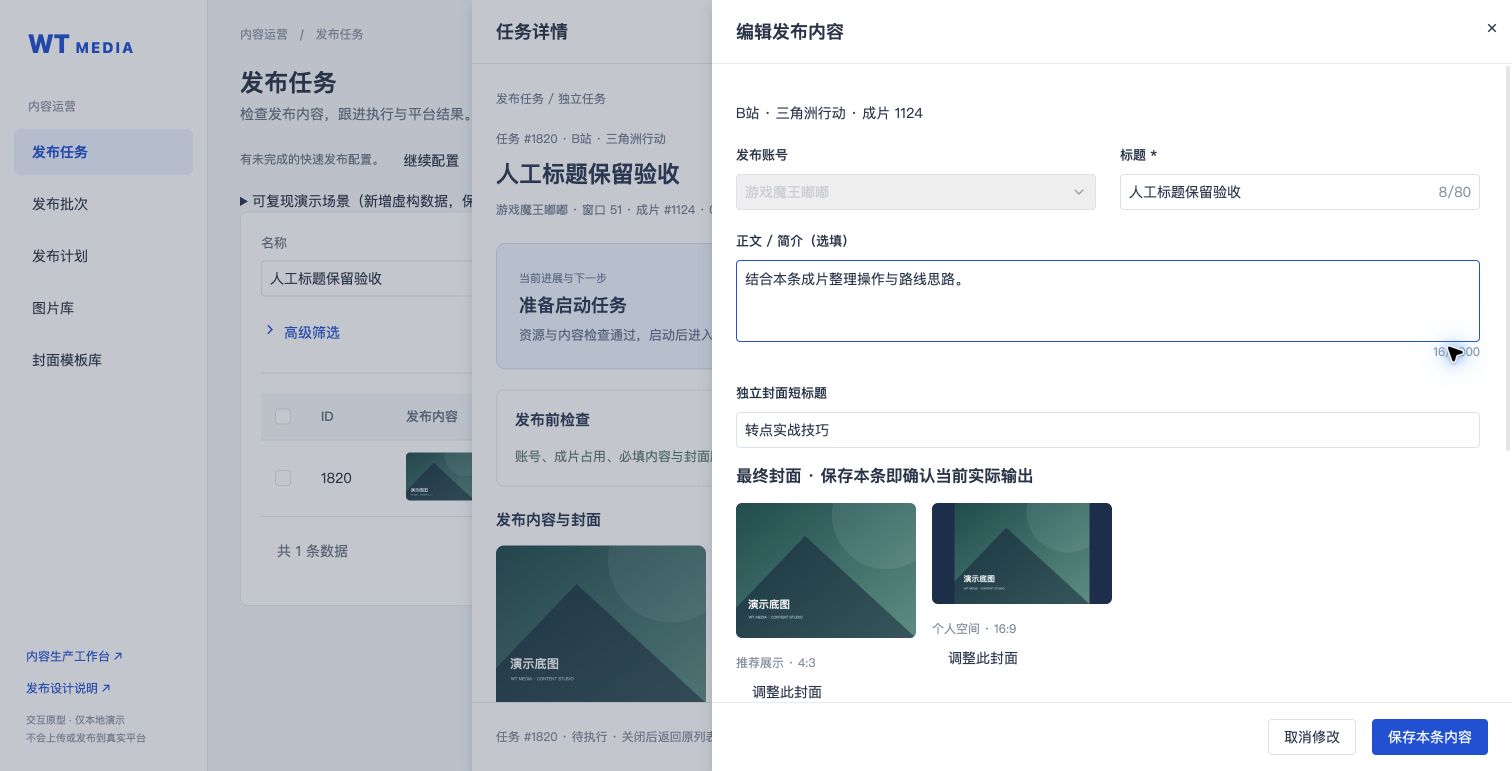 WT MEDIA
内容运营
发布任务
发布批次
发布计划
图片库
封面模板库
内容生产工作台
发布设计说明
交互原型 · 仅本地演示
不会上传或发布到真实平台
内容运营 / 发布任务
发布任务
检查发布内容，跟进执行与平台结果。
有未完成的快速发布配置。 继续配置
可复现演示场景（新增虚构数据，保
名称
人工标题保留验收
高级筛选
ID 发布内容
1820
演示底图
共 1 条数据
任务详情
发布任务 / 独立任务
任务 #1820 · B站 · 三角洲行动
人工标题保留验收
游戏魔王嘟嘟 · 窗口 51 · 成片 #1124 ·
当前进展与下一步
准备启动任务
资源与内容检查通过，启动后进入
发布前检查
账号、成片占用、必填内容与封面
发布内容与封面
演示底图
WT MEDIA · CONTENT STUDIO
任务 #1820 · 待执行 · 关闭后返回原列表
编辑发布内容
B站 · 三角洲行动 · 成片 1124
发布账号
游戏魔王嘟嘟
标题 *
人工标题保留验收 8/80
正文 / 简介（选填）
结合本条成片整理操作与路线思路。
独立封面短标题
转点实战技巧
最终封面 · 保存本条即确认当前实际输出
演示底图
WT MEDIA · CONTENT STUDIO
推荐展示 · 4:3
调整此封面
演示底图
WT MEDIA · CONTENT STUDIO
个人空间 · 16:9
调整此封面
取消修改
保存本条内容